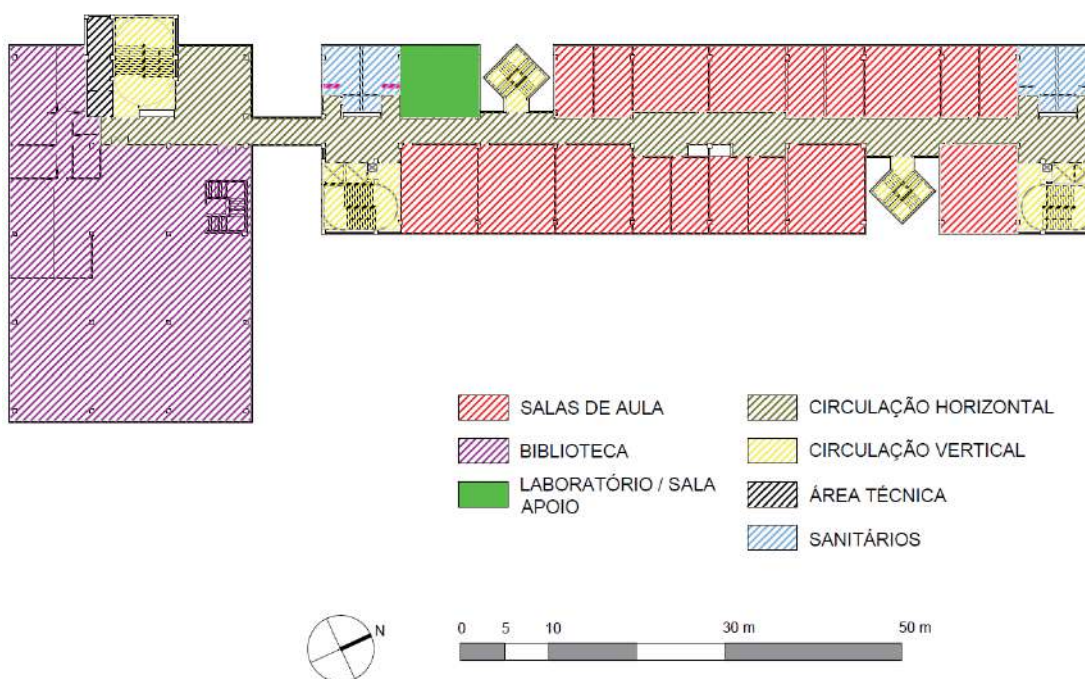 SALAS DE AULA
BIBLIOTECA
LABORATÓRIO / SALA
APOIO
CIRCULAÇÃO HORIZONTAL
CIRCULAÇÃO VERTICAL
ÁREA TÉCNICA
SANITÁRIOS
N
0 5 10 30 m 50 m